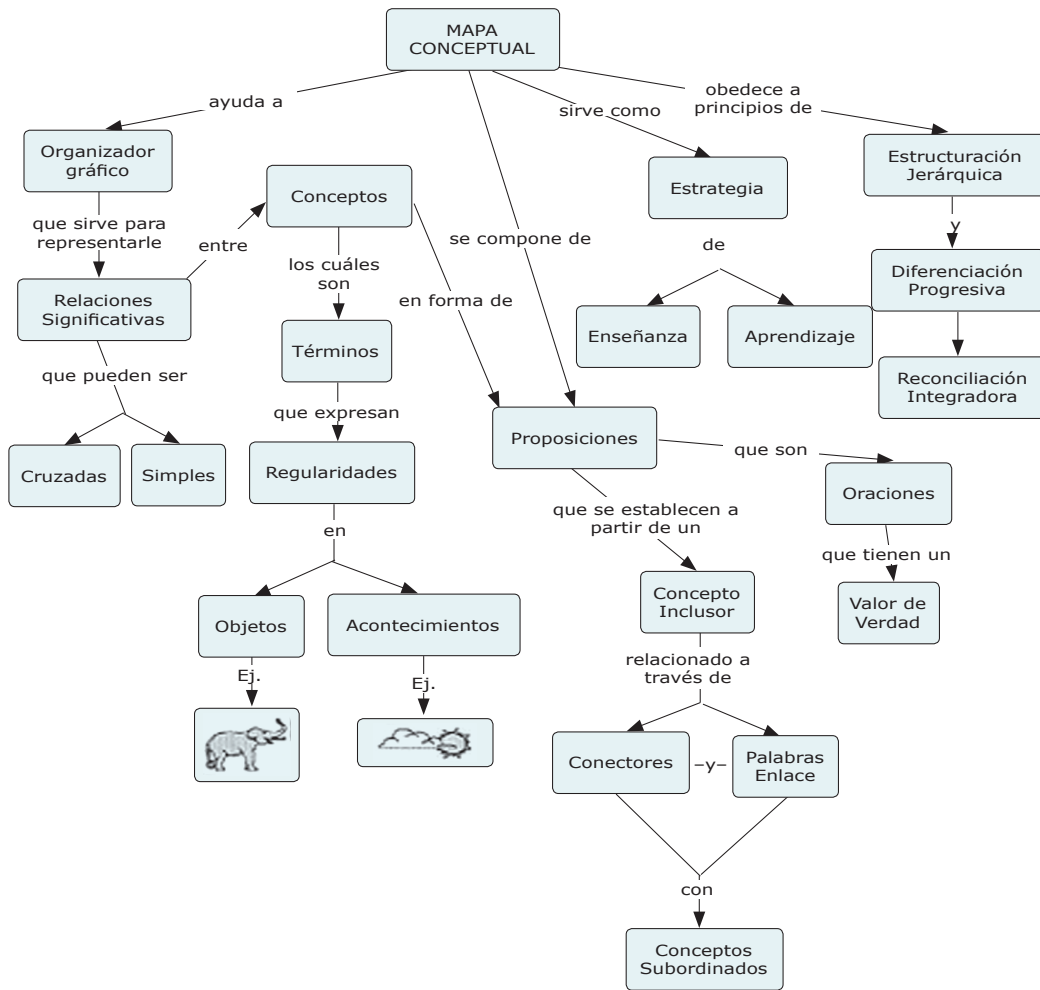 MAPA
CONCEPTUAL
ayuda a
sirve como
obedece a
principios de
Organizador
gráfico
Conceptos
Estrategia
Estructuración
Jerárquica
que sirve para
representarle
entre
los cuáles
son
se compone de
en forma de
de
y
Relaciones
Significativas
Términos
Enseñanza
Aprendizaje
Diferenciación
Progresiva
Reconciliación
Integradora
que pueden ser
que expresan
Cruzadas
Simples
Regularidades
Proposiciones
que son
Oraciones
en
que se establecen a
partir de un
que tienen un
Objetos
Acontecimientos
Concepto
Inclusor
Valor de
Verdad
Ej.
Ej.
relacionado a
través de
Conectores
–y–
Palabras
Enlace
con
Conceptos
Subordinados